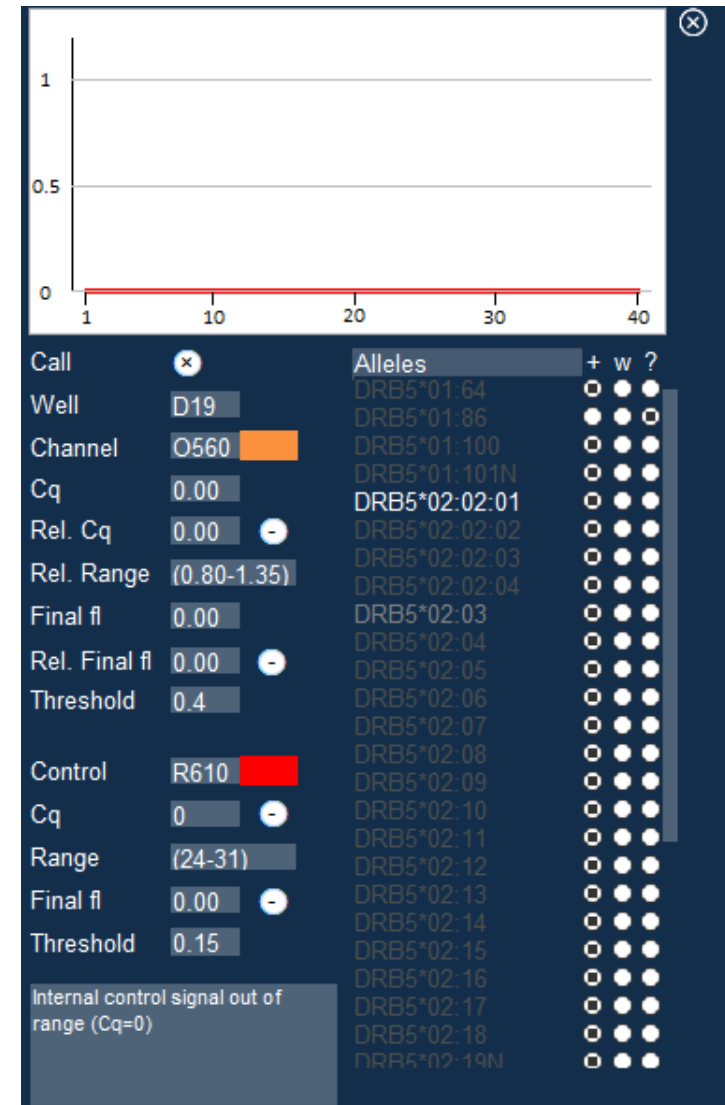 1
0.5
0
1 10 20 30 40
Call
Well D19
Channel O560
Cq 0.00
Rel. Cq 0.00 -
Rel. Range (0.80-1.35)
Final fl 0.00
Rel. Final fl 0.00 -
Threshold 0.4
Control R610
Cq 0 -
Range (24-31)
Final fl 0.00 -
Threshold 0.15
Internal control signal out of
range (Cq=0)
Alleles + w ?
DRB5*01:64
DRB5*01:86
DRB5*01:100
DRB5*01:101N
DRB5*02:02:01
DRB5*02:02:02
DRB5*02:02:03
DRB5*02:02:04
DRB5*02:03
DRB5*02:04
DRB5*02:05
DRB5*02:06
DRB5*02:07
DRB5*02:08
DRB5*02:09
DRB5*02:10
DRB5*02:11
DRB5*02:12
DRB5*02:13
DRB5*02:14
DRB5*02:15
DRB5*02:16
DRB5*02:17
DRB5*02:18
DRB5*02:19N